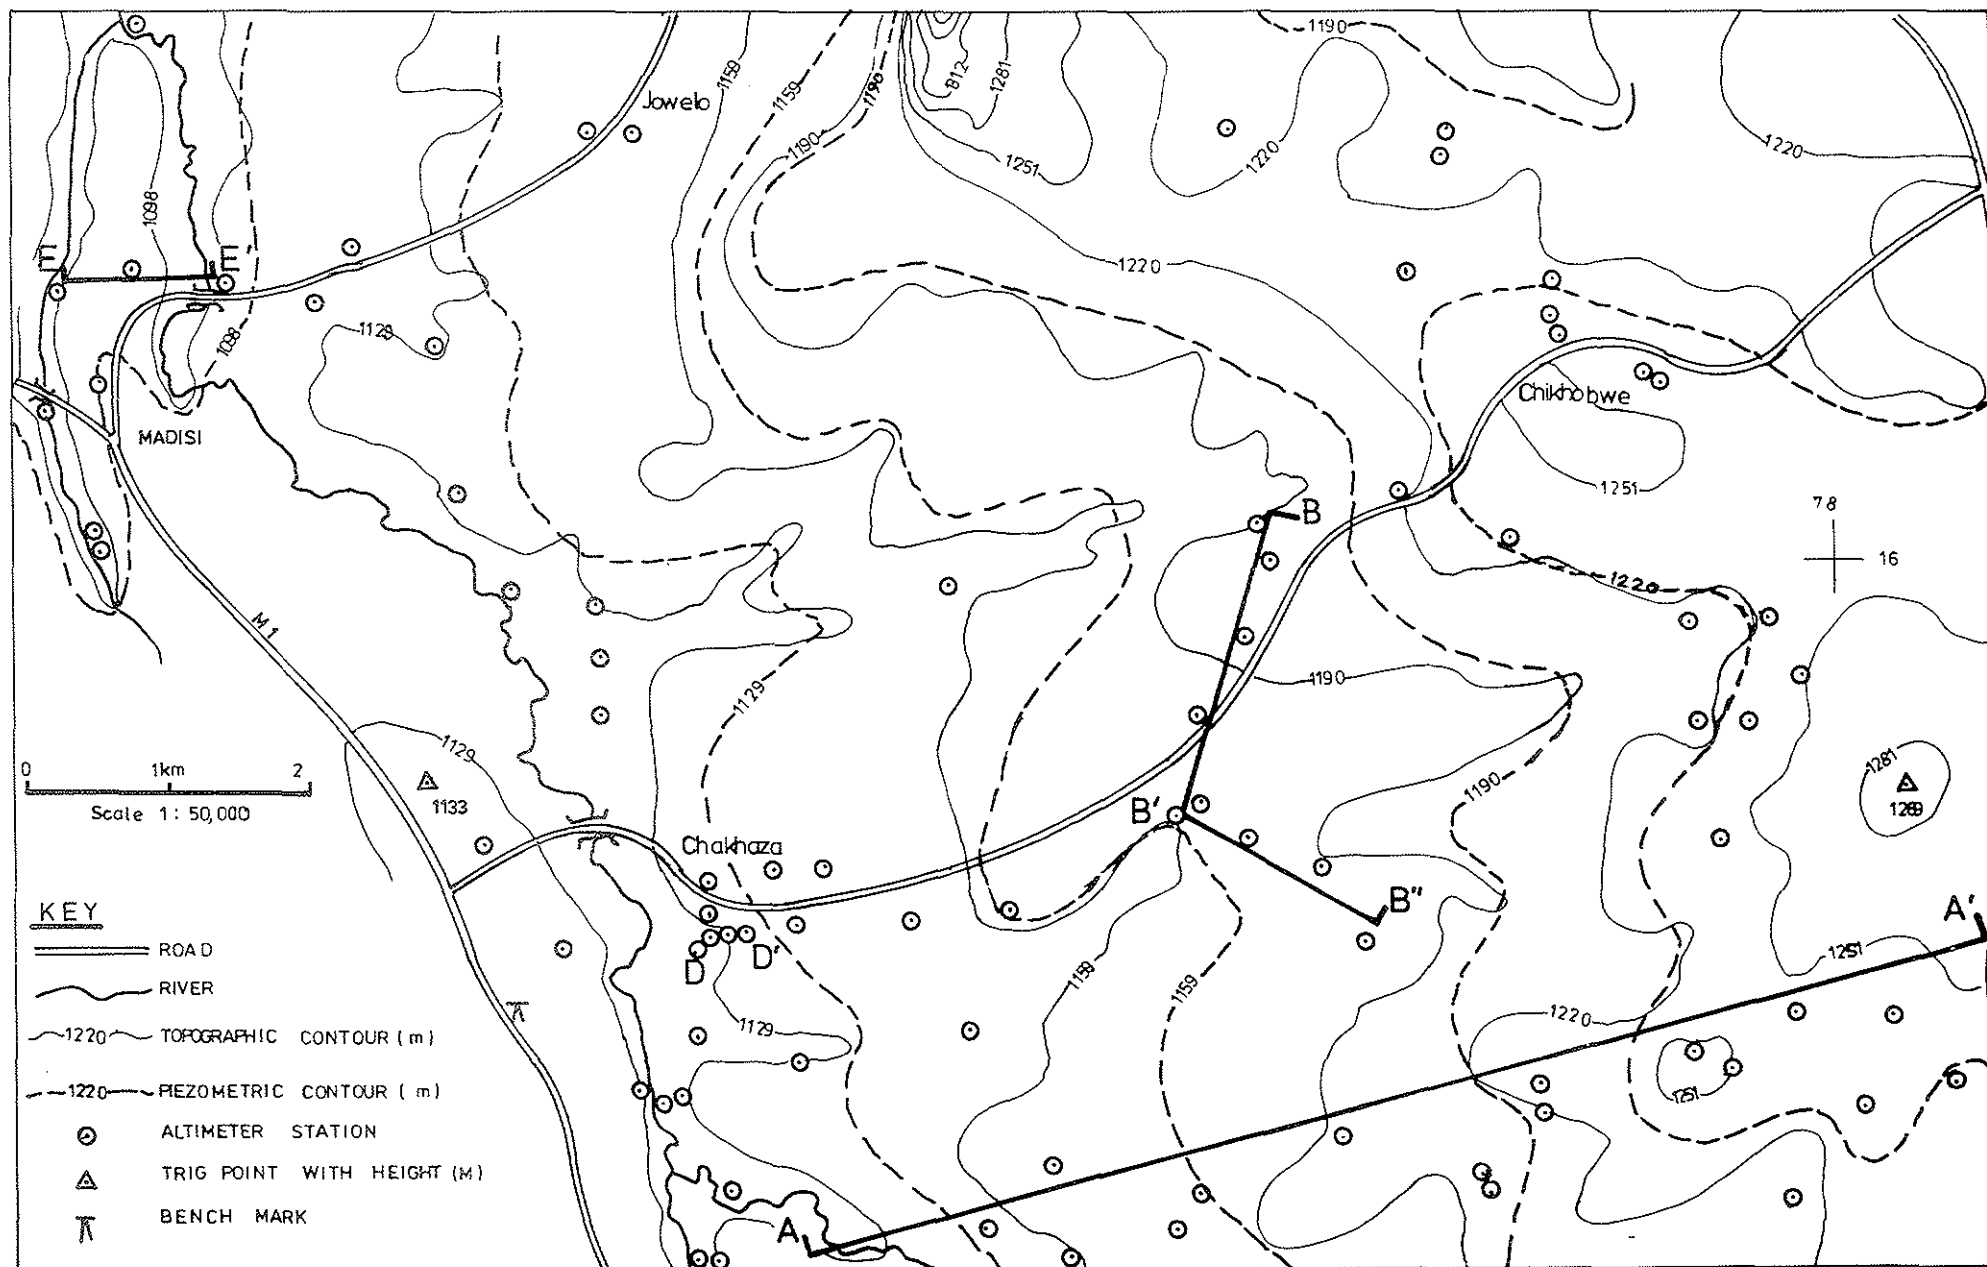 1190
1159
1159
1190
812
1281
Jowelo
1190
1251
1220
1220
1098
E
E'
1220
1129
1098
Chikhobwe
MADISI
1251
B
78
16
1220
M1
1190
1129
1129
1281
0 1km 2
1133
1190
1289
Scale 1:50,000
B'
Chakhaza
B"
KEY
A'
ROAD
D D'
1251
1159
1159
RIVER
1220
1129
1220 TOPOGRAPHIC CONTOUR (m)
1220 PIEZOMETRIC CONTOUR (m)
1251
ALTIMETER STATION
TRIG POINT WITH HEIGHT (M)
BENCH MARK
A